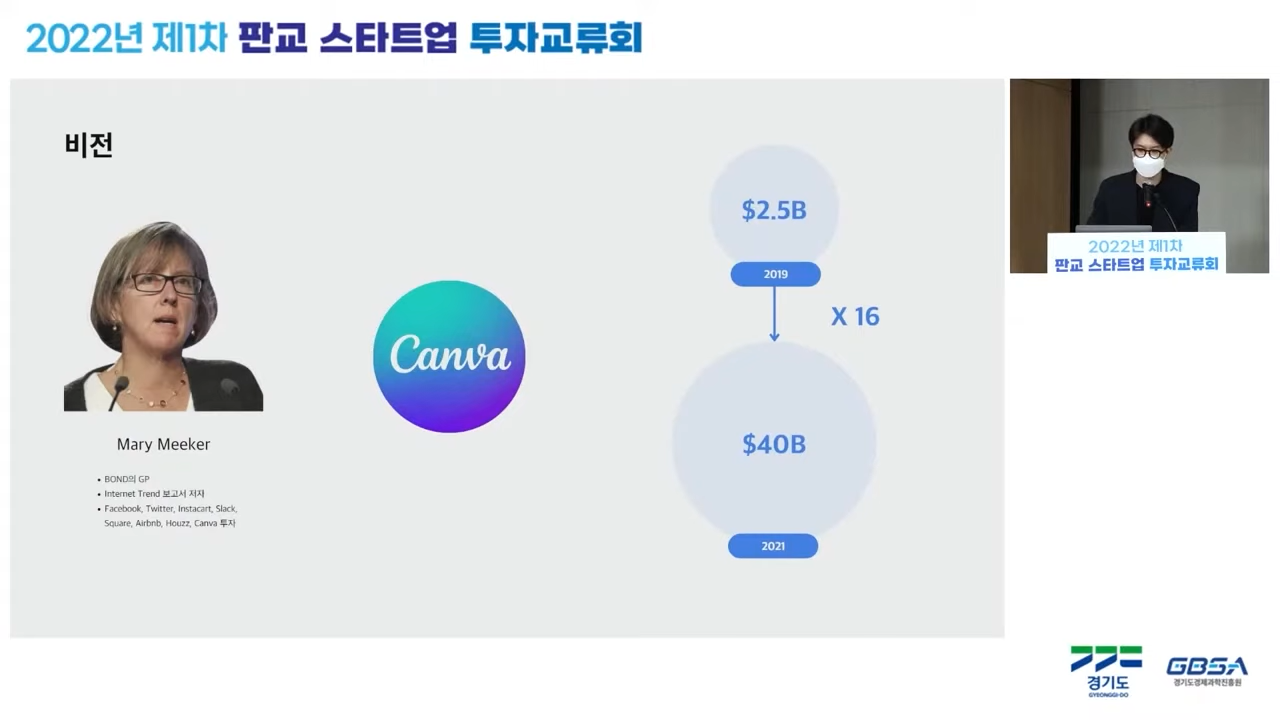 2022년 제1차 판교 스타트업 투자교류회
비전
Mary Meeker
• BOND의 GP
• Internet Trend 보고서 저자
• Facebook, Twitter, Instacart, Slack,
Square, Airbnb, Houzz, Canva 투자
Canva
$2.5B
2019
X 16
$40B
2021
2022년 제1차
판교 스타트업 투자교류회
경기도
GYEONGGI-DO
GBSA
경기도경제과학진흥원